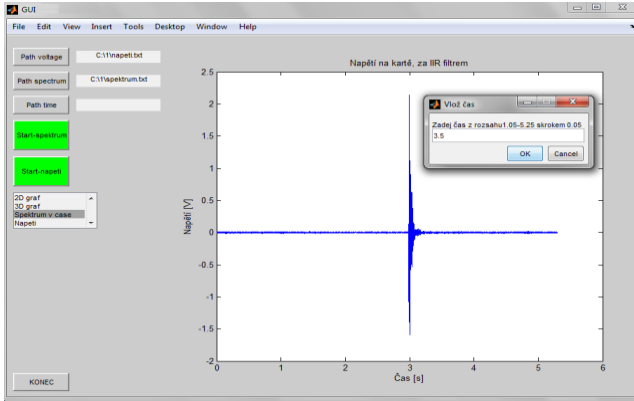 GUI
File Edit View Insert Tools Desktop Window Help
Path voltage
C:\1\napeti.txt
Path spectrum
C:\1\spektrum.txt
Path time
Start-spektrum
Start-napeti
2D graf
3D graf
Spektrum v case
Napeti
KONEC
Napětí na kartě, za IIR filtrem
2.5
2
1.5
1
0.5
0
-0.5
-1
-1.5
-2
Napětí [V]
0 1 2 3 4 5 6
Čas [s]
Vlož čas
Zadej čas z rozsahu1.05-5.25 skrokem 0.05
3.5
OK Cancel